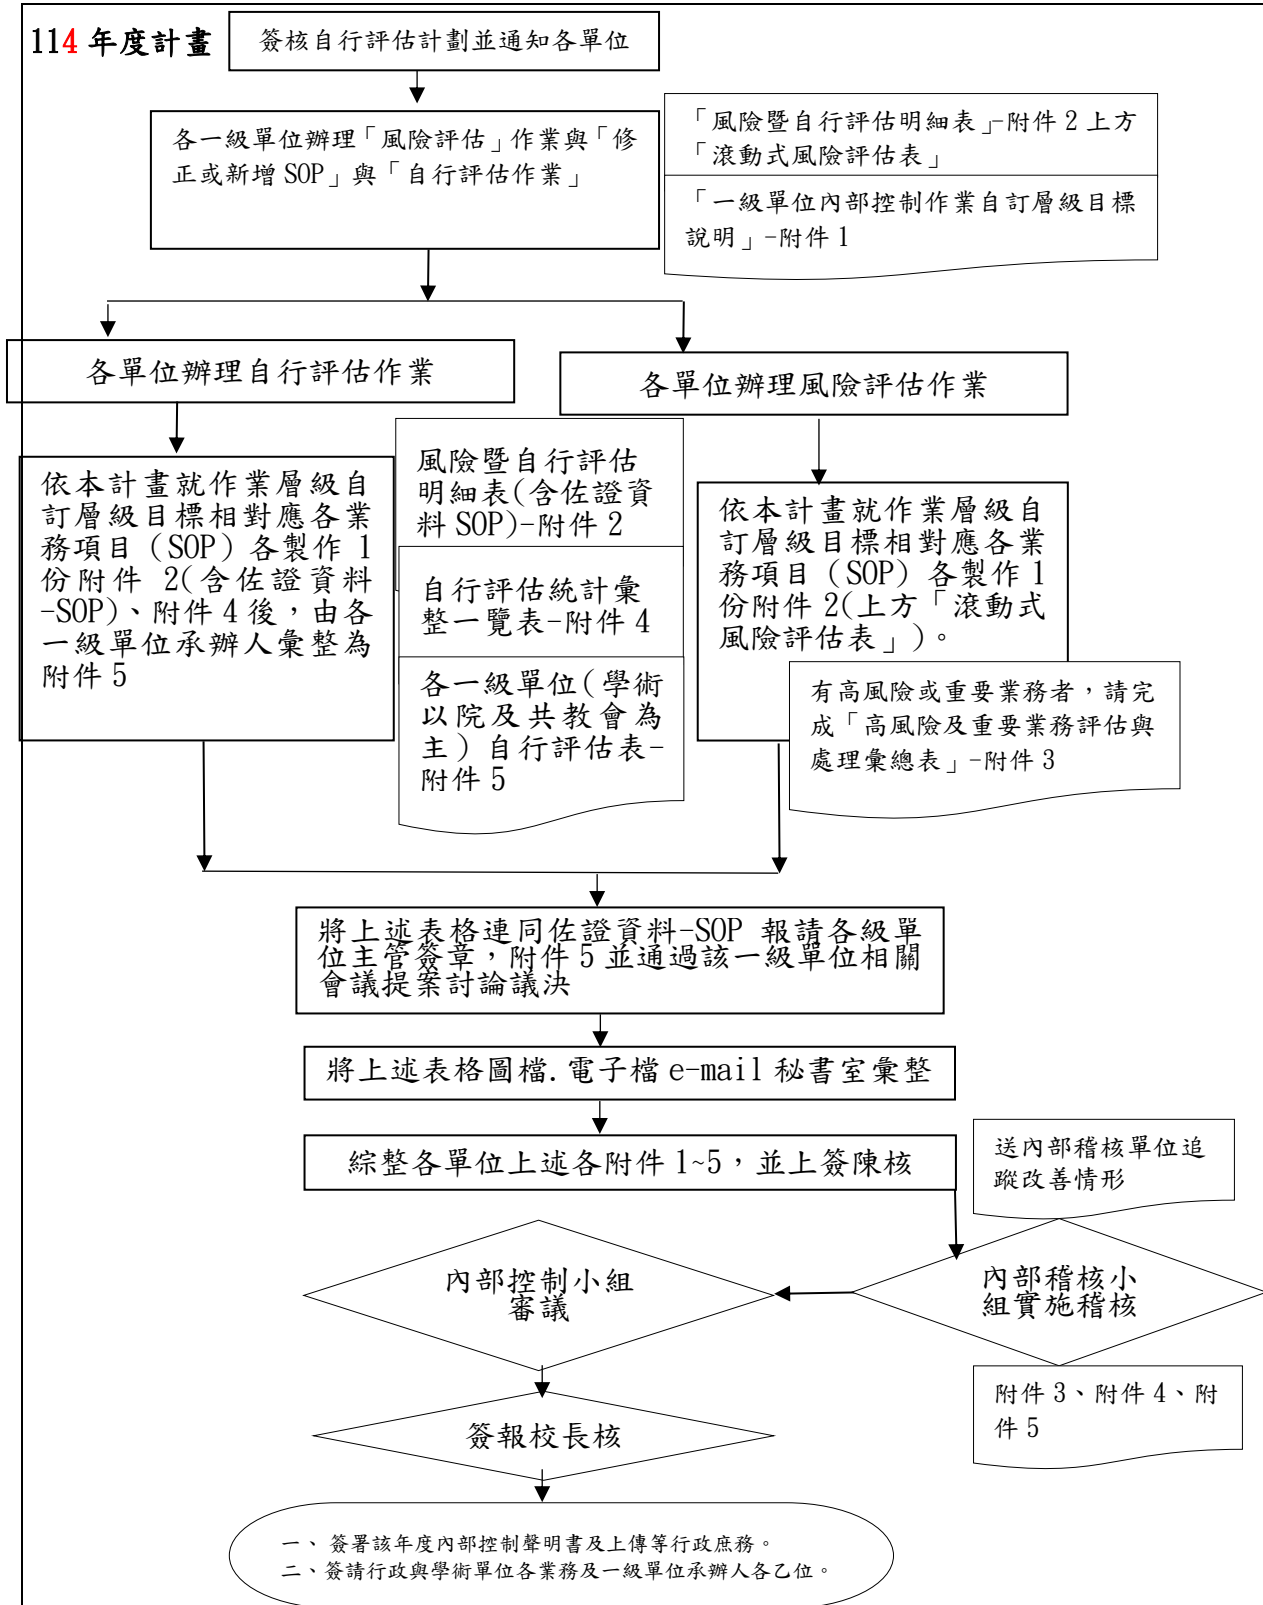 114 年度計畫
簽核自行評估計劃並通知各單位
各一級單位辦理「風險評估」作業與「修
正或新增 SOP」與「自行評估作業」
「風險暨自行評估明細表」-附件 2 上方
「滾動式風險評估表」
「一級單位內部控制作業自訂層級目標
說明」-附件 1
各單位辦理自行評估作業
各單位辦理風險評估作業
依本計畫就作業層級自
訂層級目標相對應各業
務項目（SOP）各製作 1
份附件 2(含佐證資料
-SOP)、附件 4 後，由各
一級單位承辦人彙整為
附件 5
風險暨自行評估
明細表(含佐證資
料 SOP)-附件 2
自行評估統計彙
整一覽表-附件 4
各一級單位（學術
以院及共教會為
主）自行評估表-
附件 5
依本計畫就作業層級自
訂層級目標相對應各業
務項目（SOP）各製作 1
份附件 2(上方「滾動式
風險評估表」)。
有高風險或重要業務者，請完
成「高風險及重要業務評估與
處理彙總表」-附件 3
將上述表格連同佐證資料-SOP 報請各級單
位主管簽章，附件 5 並通過該一級單位相關
會議提案討論議決
將上述表格圖檔.電子檔 e-mail 秘書室彙整
綜整各單位上述各附件 1~5，並上簽陳核
送內部稽核單位追
蹤改善情形
內部控制小組
審議
內部稽核小
組實施稽核
附件 3、附件 4、附
件 5
簽報校長核
一、 簽署該年度內部控制聲明書及上傳等行政庶務。
二、簽請行政與學術單位各業務及一級單位承辦人各乙位。